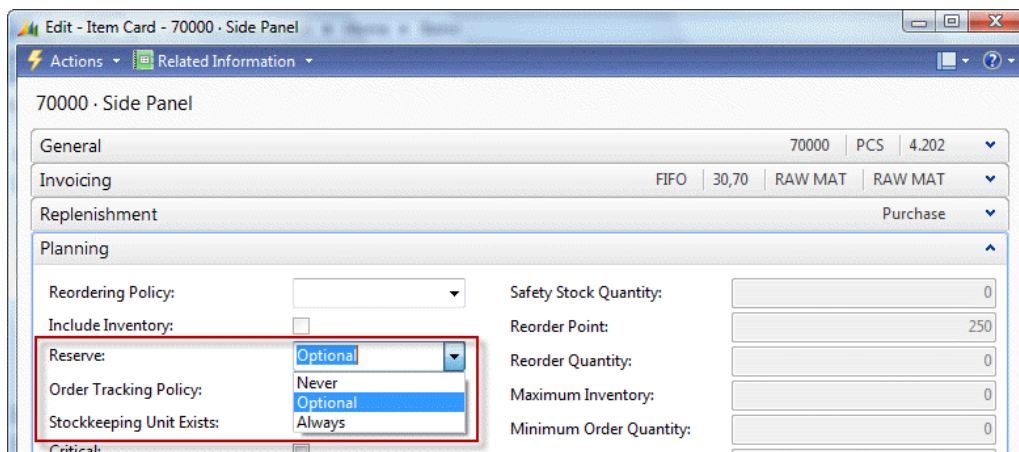 Edit - Item Card - 70000 · Side Panel
Actions Related Information
70000 · Side Panel
General 70000 PCS 4.202
Invoicing FIFO 30,70 RAW MAT RAW MAT
Replenishment Purchase
Planning
Reordering Policy:
Include Inventory:
Reserve: Optional
Never
Order Tracking Policy:
Optional
Stockkeeping Unit Exists:
Always
Critical:
Safety Stock Quantity: 0
Reorder Point: 250
Reorder Quantity: 0
Maximum Inventory: 0
Minimum Order Quantity: 0